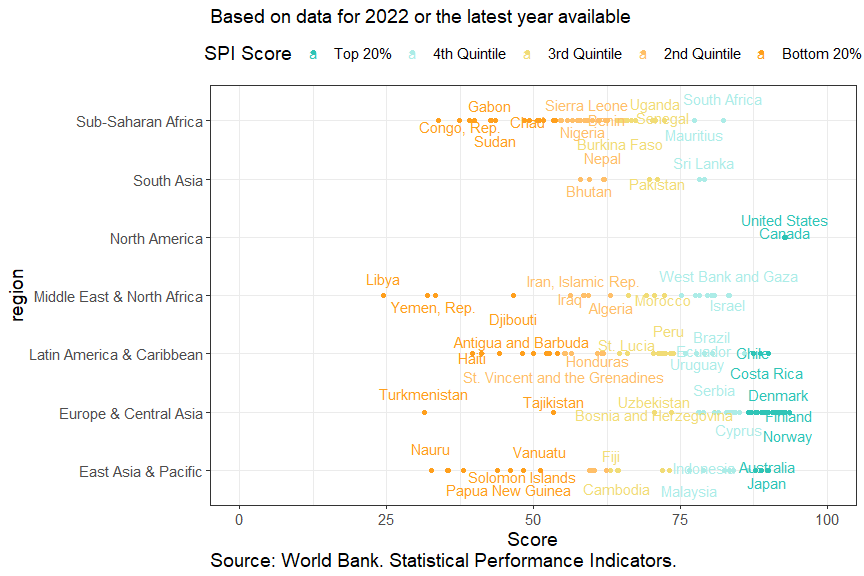 Based on data for 2022 or the latest year available
SPI Score a Top 20% a 4th Quintile a 3rd Quintile a 2nd Quintile a Bottom 20%
region
Sub-Saharan Africa
Gabon Sierra Leone Uganda South Africa
Congo, Rep. Chad Benin Senegal
Sudan Nigeria Mauritius
Burkina Faso
South Asia
Nepal Sri Lanka
Bhutan Pakistan
North America
United States
Canada
Middle East & North Africa
Libya Iran, Islamic Rep. West Bank and Gaza
Yemen, Rep. Iraq Algeria Morocco Israel
Djibouti
Latin America & Caribbean
Peru
Antigua and Barbuda St. Lucia Brazil
Haiti Honduras Ecuador Chile
Uruguay
St. Vincent and the Grenadines Costa Rica
Europe & Central Asia
Turkmenistan Serbia Denmark
Tajikistan Uzbekistan
Bosnia and Herzegovina Finland
Cyprus Norway
East Asia & Pacific
Nauru Vanuatu Fiji
Indonesia Australia
Solomon Islands Japan
Papua New Guinea Cambodia Malaysia
0 25 50 75 100
Score
Source: World Bank. Statistical Performance Indicators.